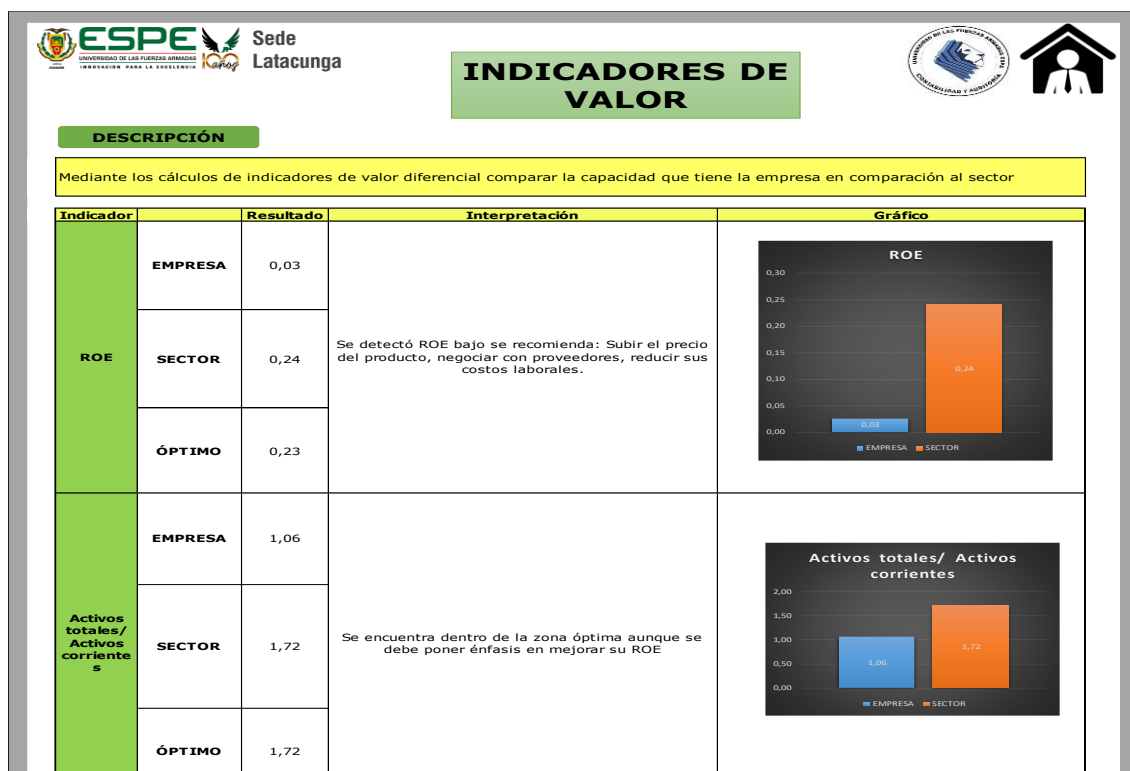 ESPE
UNIVERSIDAD DE LAS FUERZAS ARMADAS
INNOVACIÓN PARA LA EXCELENCIA
Sede
Latacunga
INDICADORES DE
VALOR
CONTABILIDAD Y AUDITORÍA
DESCRIPCIÓN
Mediante los cálculos de indicadores de valor diferencial comparar la capacidad que tiene la empresa en comparación al sector
Indicador Resultado Interpretación Gráfico
ROE
EMPRESA 0,03
SECTOR 0,24
ÓPTIMO 0,23
Se detectó ROE bajo se recomienda: Subir el precio
del producto, negociar con proveedores, reducir sus
costos laborales.
ROE
0,30
0,25
0,20
0,15
0,10
0,05
0,00
0,03
0,24
EMPRESA SECTOR
Activos
totales/
Activos
corriente
s
EMPRESA 1,06
SECTOR 1,72
ÓPTIMO 1,72
Se encuentra dentro de la zona óptima aunque se
debe poner énfasis en mejorar su ROE
Activos totales/ Activos
corrientes
2,00
1,50
1,00
0,50
0,00
1,06
1,72
EMPRESA SECTOR